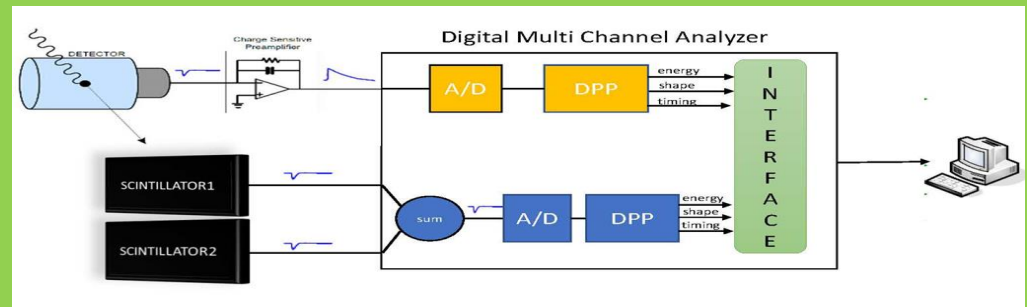 Digital Multi Channel Analyzer
DETECTOR
Charge Sensitive
Preamplifier
A/D
DPP
energy
shape
timing
INTERFACE
SCINTILLATOR1
SCINTILLATOR2
sum
A/D
DPP
energy
shape
timing